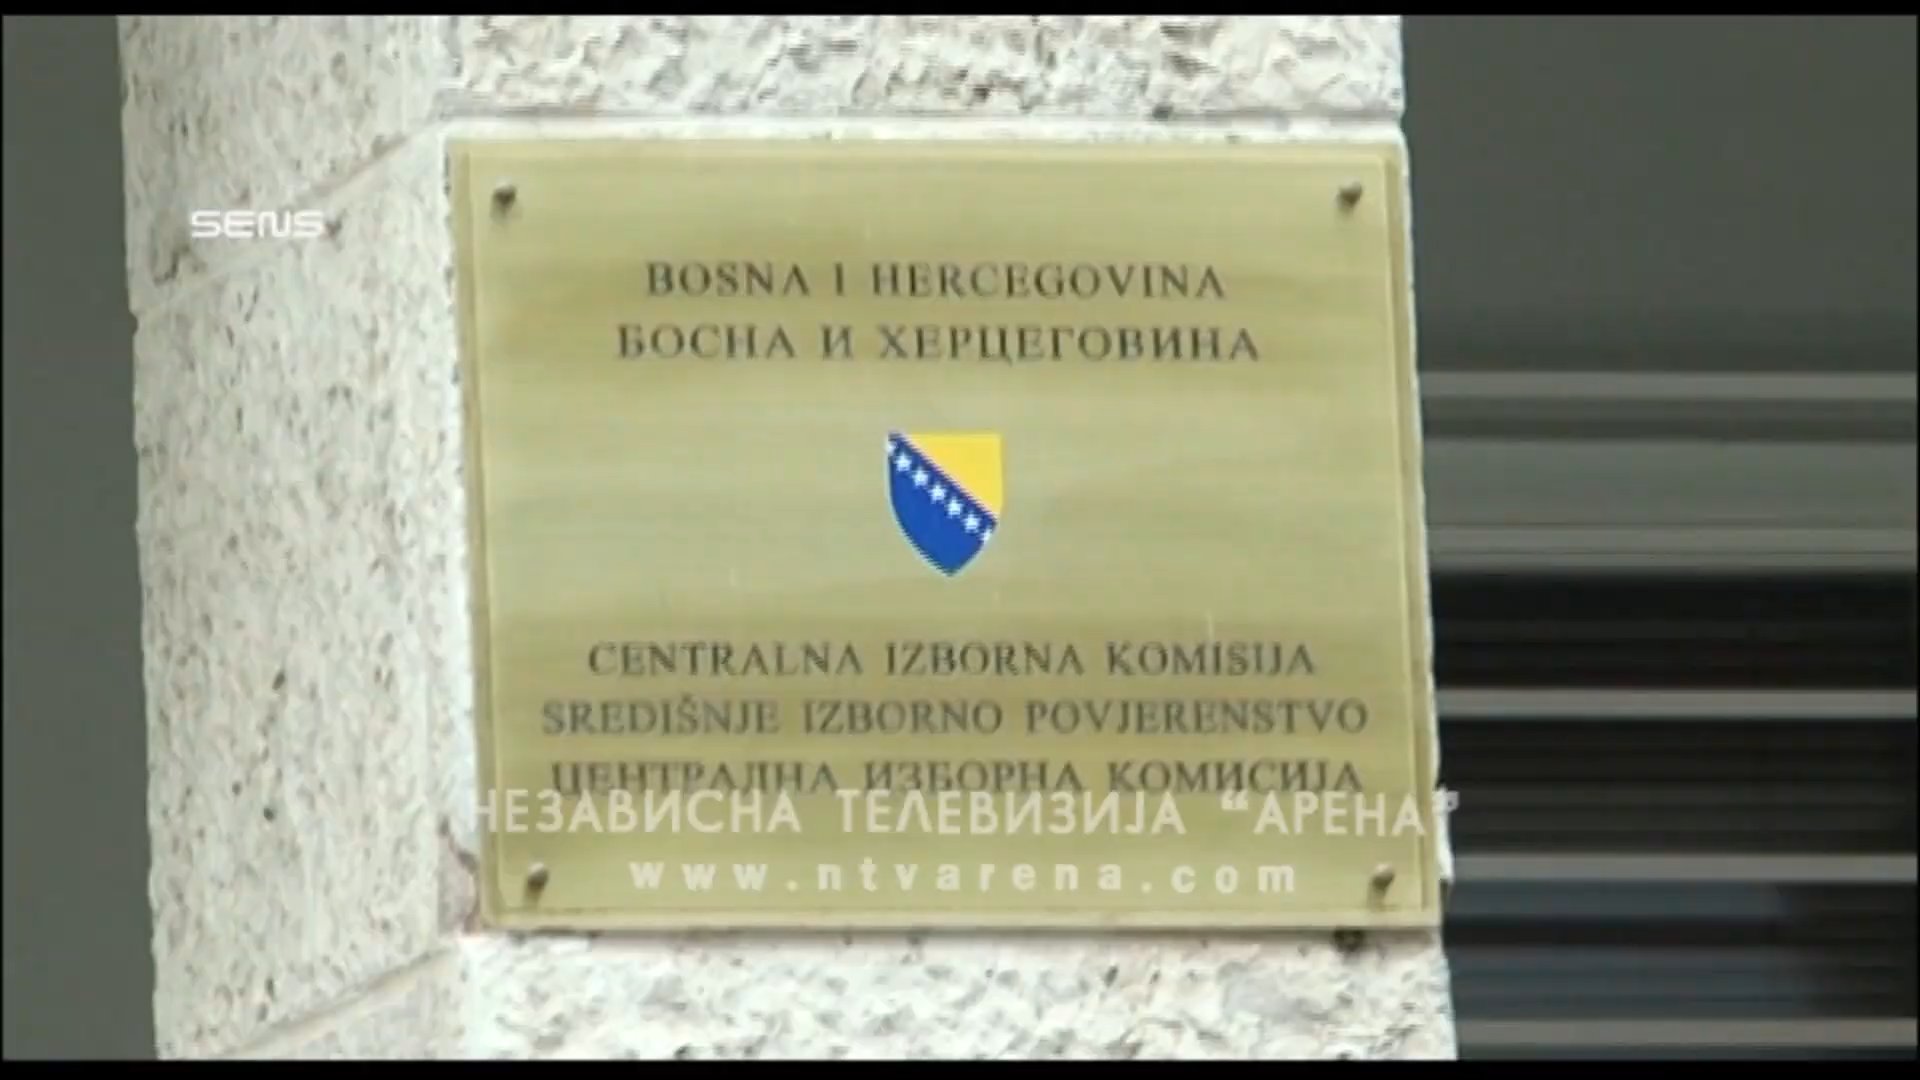 SENS
BOSNA I HERCEGOVINA
БОСНА И ХЕРЦЕГОВИНА
CENTRALNA IZBORNA KOMISIJA
SREDIŠNJE IZBORNO POVJERENSTVO
ЦЕНТРАЛНА ИЗБОРНА КОМИСИЈА
НЕЗАВИСНА ТЕЛЕВИЗИЈА “АРЕНА”
www.ntvarena.com